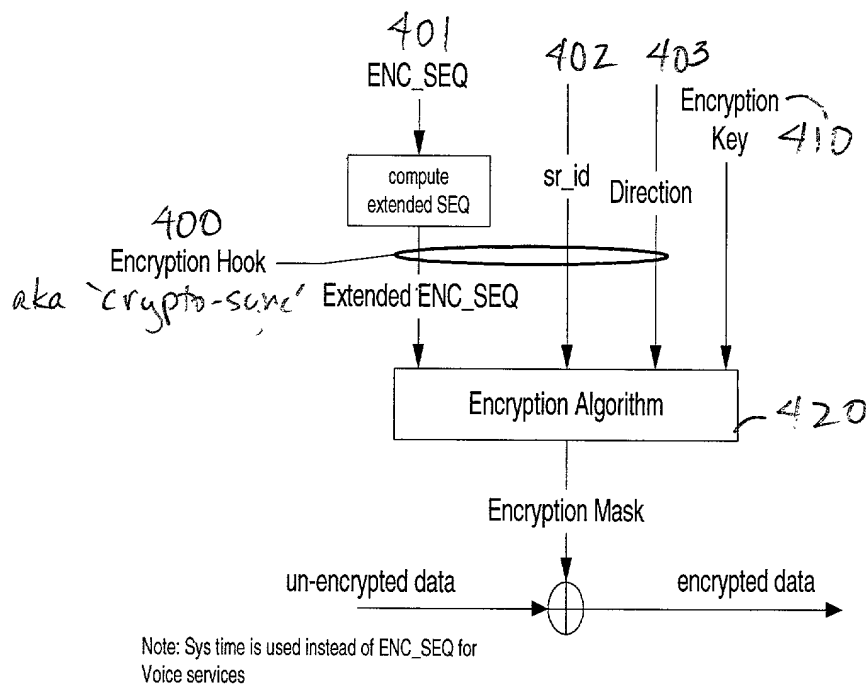 401
ENC_SEQ
402
403
Encryption
Key
410
compute
extended SEQ
sr_id
Direction
400
Encryption Hook
aka 'crypto-sync'
Extended ENC_SEQ
Encryption Algorithm
420
Encryption Mask
un-encrypted data
encrypted data
Note: Sys time is used instead of ENC_SEQ for
Voice services